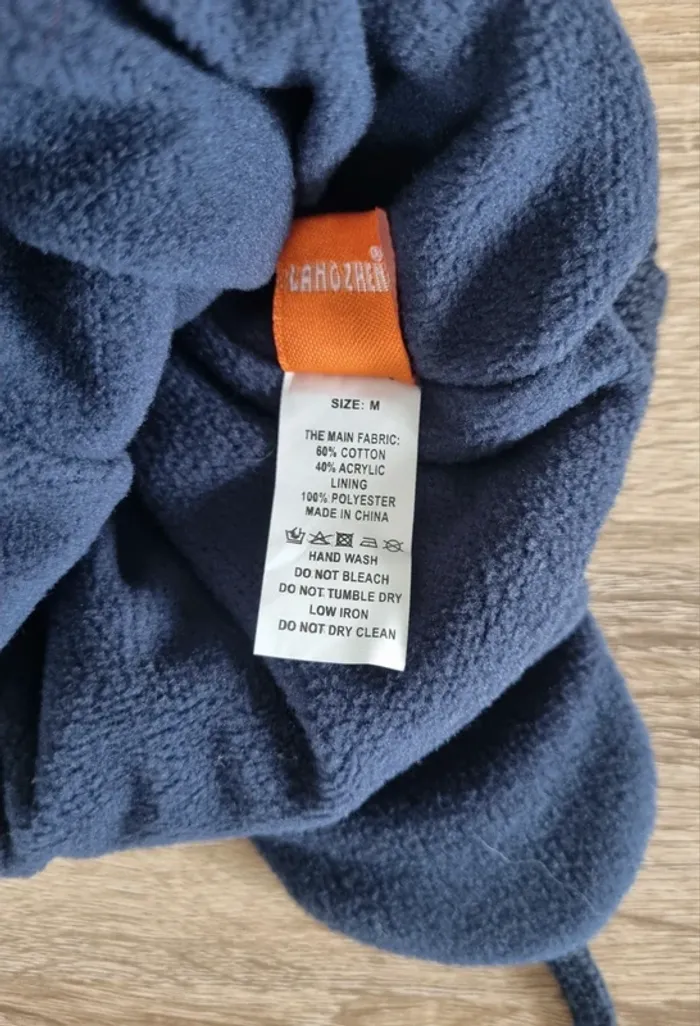 LANGZHEN®
SIZE: M
THE MAIN FABRIC:
60% COTTON
40% ACRYLIC
LINING
100% POLYESTER
MADE IN CHINA
HAND WASH
DO NOT BLEACH
DO NOT TUMBLE DRY
LOW IRON
DO NOT DRY CLEAN